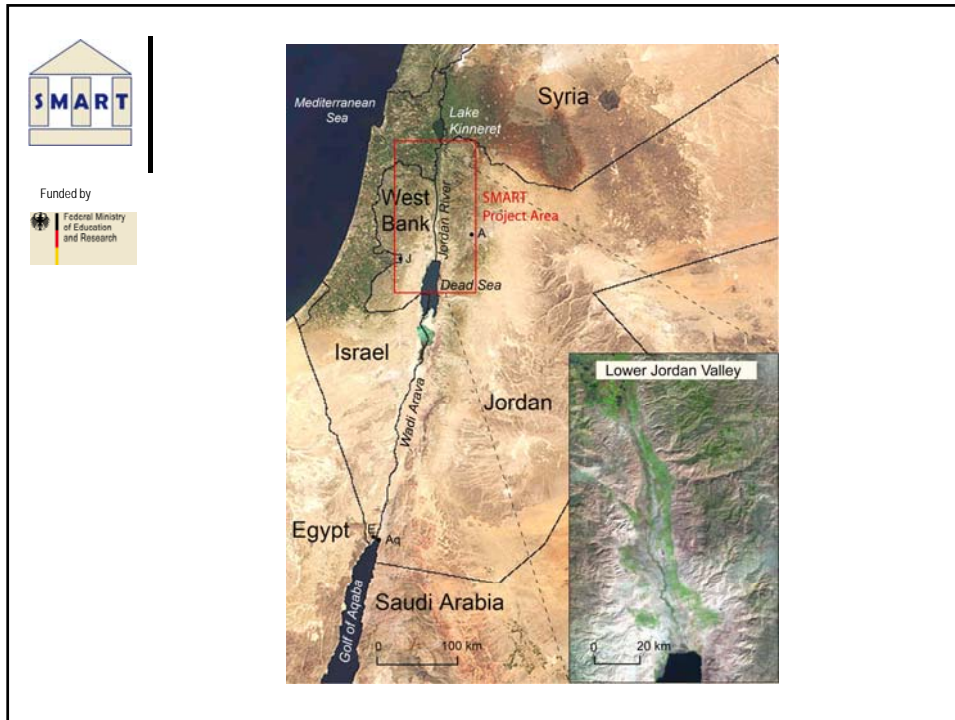 SMART
Funded by
Federal Ministry
of Education
and Research
Mediterranean
Sea
Syria
Lake
Kinneret
West
Bank
Jordan River
SMART
Project Area
A
J
Dead Sea
Israel
Wadi Arava
Jordan
Lower Jordan Valley
Egypt
E
Aq
Golf of Aqaba
Saudi Arabia
0 100 km
0 20 km